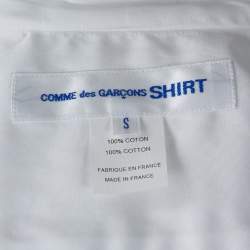 COMME des GARÇONS SHIRT
S
100% COTON
100% COTTON
FABRIQUE EN FRANCE
MADE IN FRANCE